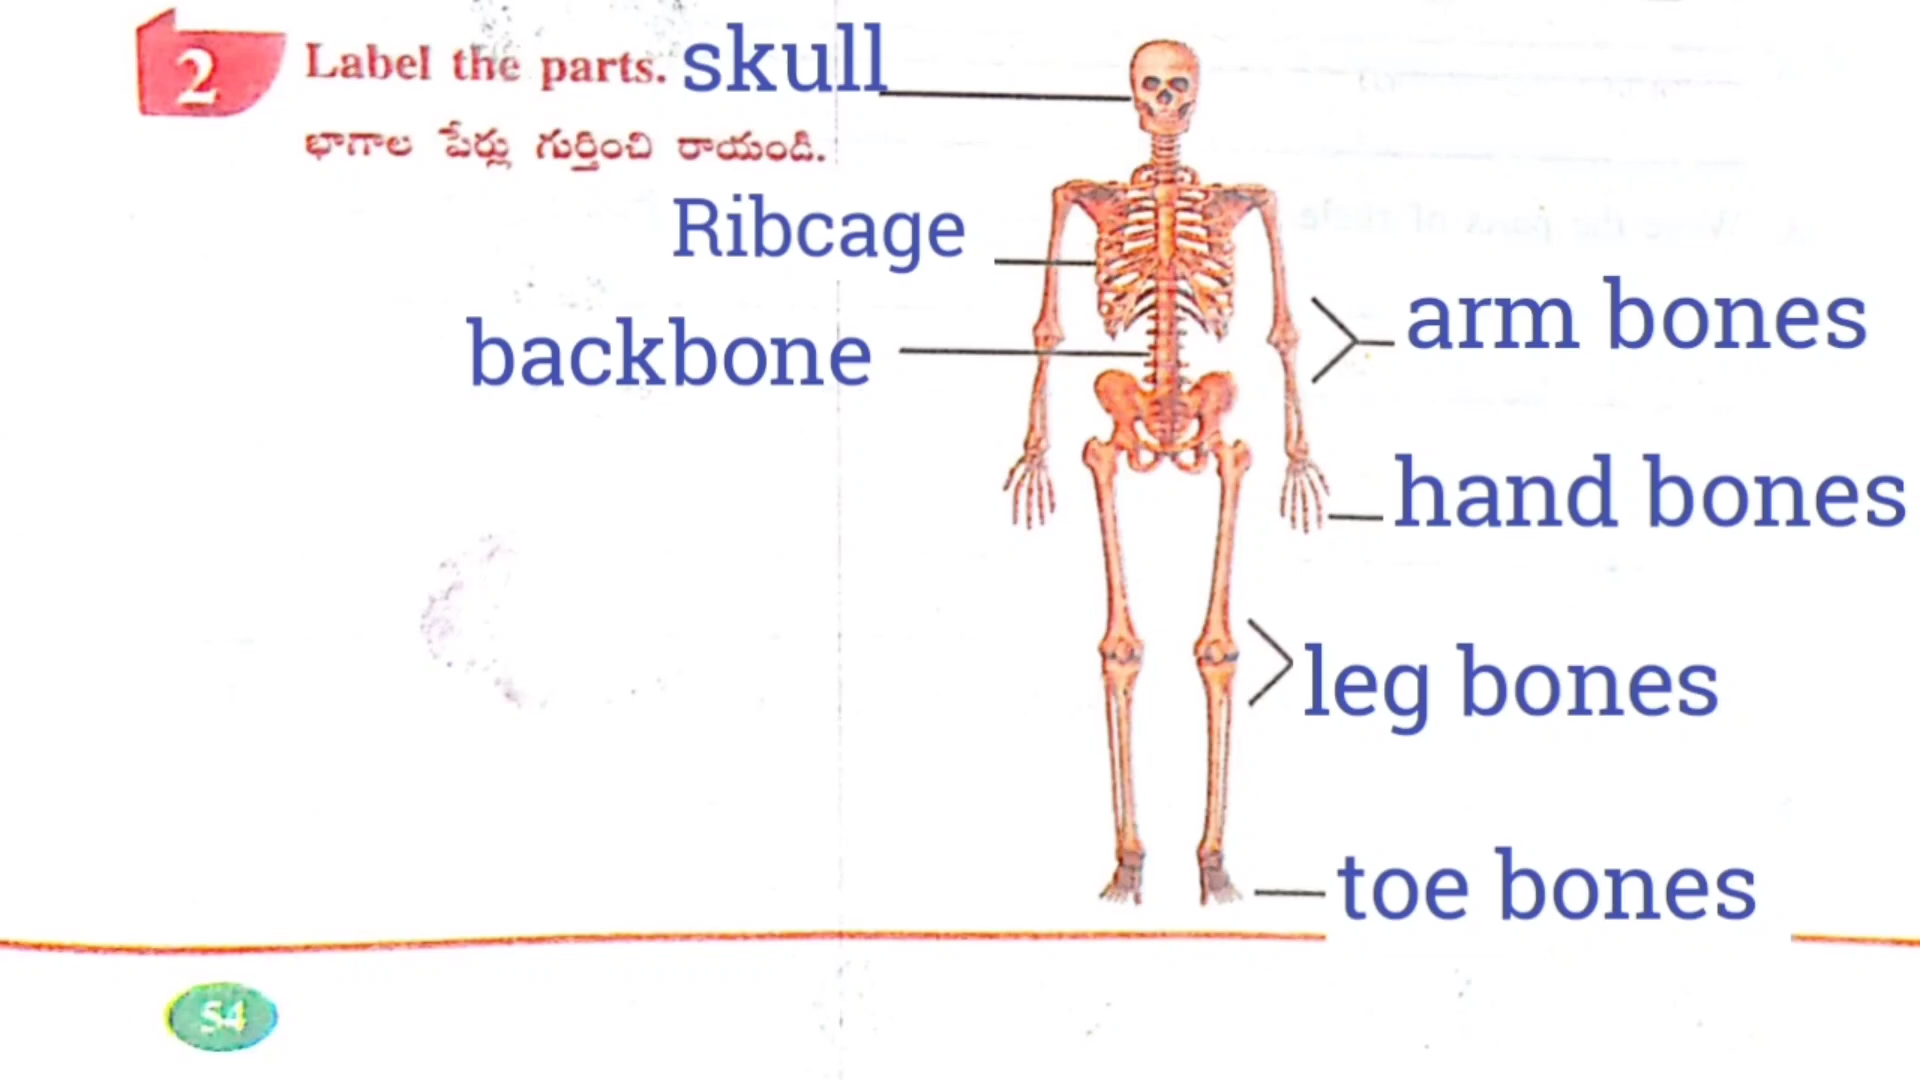 2 Label the parts. skull
భాగాల పేర్లు గుర్తించి రాయండి.
Ribcage
backbone
arm bones
hand bones
leg bones
toe bones
54